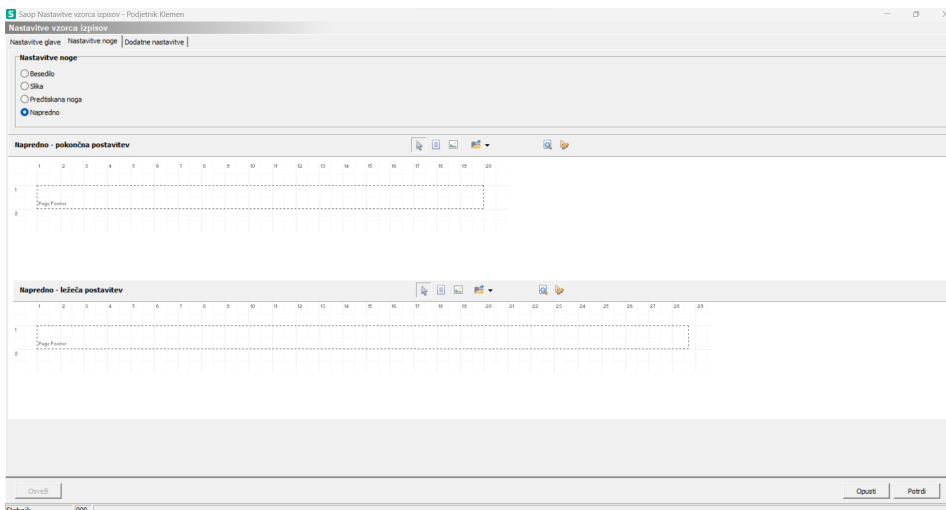 Saop Nastavitve vzorca izpisov - Podjetnik Klemen
Nastavitve vzorca izpisov
Nastavitve glave Nastavitve noge Dodatne nastavitve
Nastavitve noge
Besedilo
Slika
Predtiskana noga
Napredno
Napredno - pokončna postavitev
1 2 3 4 5 6 7 8 9 10 11 12 13 14 15 16 17 18 19 20
1
Page Footer
2
Napredno - ležeča postavitev
1 2 3 4 5 6 7 8 9 10 11 12 13 14 15 16 17 18 19 20 21 22 23 24 25 26 27 28 29
1
Page Footer
2
Osveži Opusti Potrdi
000